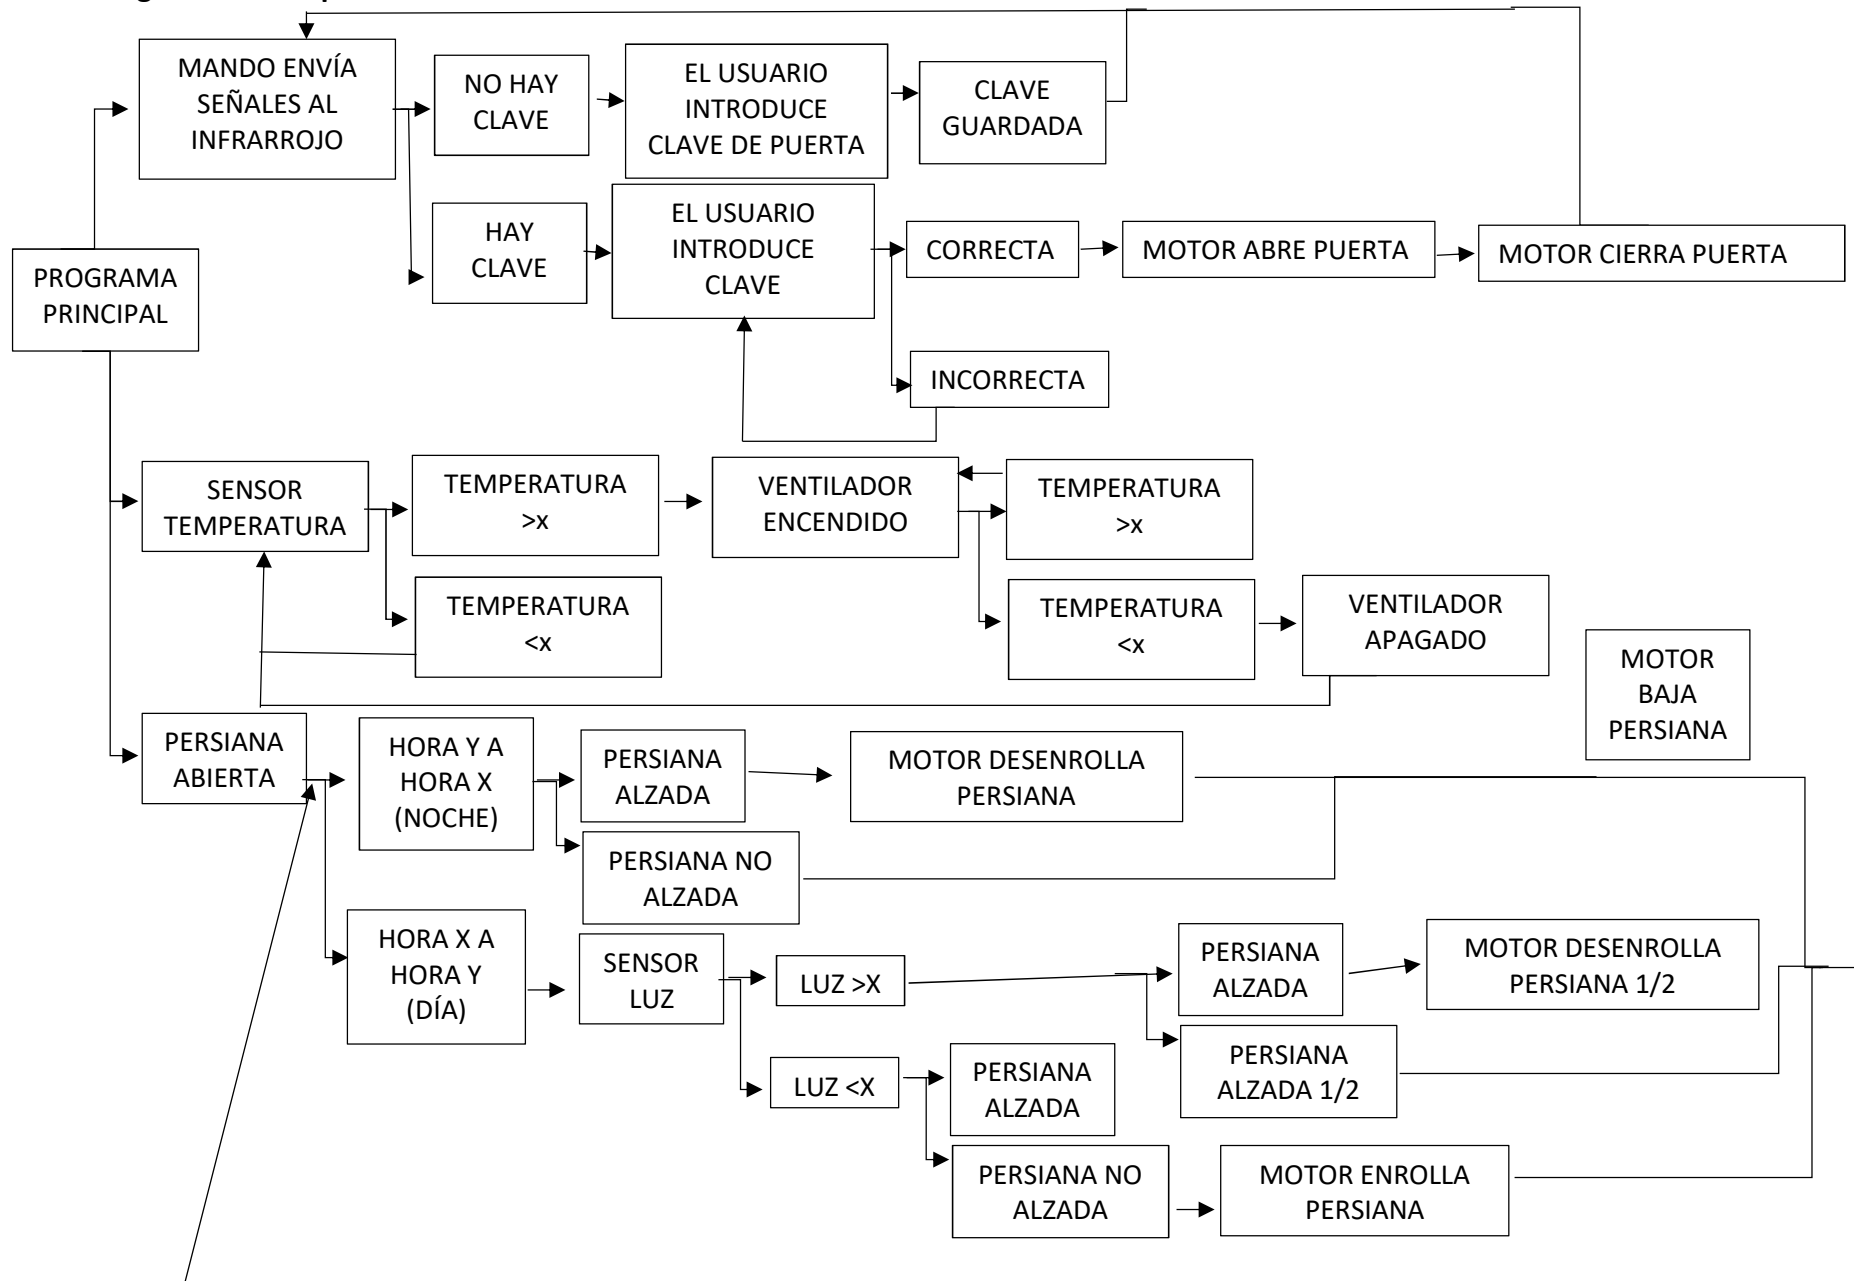 MANDO ENVÍA
SEÑALES AL
INFRARROJO
NO HAY
CLAVE
EL USUARIO
INTRODUCE
CLAVE DE PUERTA
CLAVE
GUARDADA
HAY
CLAVE
EL USUARIO
INTRODUCE
CLAVE
CORRECTA
MOTOR ABRE PUERTA
MOTOR CIERRA PUERTA
PROGRAMA
PRINCIPAL
INCORRECTA
SENSOR
TEMPERATURA
TEMPERATURA
>x
VENTILADOR
ENCENDIDO
TEMPERATURA
>x
TEMPERATURA
<x
TEMPERATURA
<x
VENTILADOR
APAGADO
MOTOR
BAJA
PERSIANA
PERSIANA
ABIERTA
HORA Y A
HORA X
(NOCHE)
PERSIANA
ALZADA
MOTOR DESENROLLA
PERSIANA
PERSIANA NO
ALZADA
HORA X A
HORA Y
(DÍA)
SENSOR
LUZ
LUZ >X
PERSIANA
ALZADA
MOTOR DESENROLLA
PERSIANA 1/2
PERSIANA
ALZADA 1/2
LUZ <X
PERSIANA
ALZADA
PERSIANA NO
ALZADA
MOTOR ENROLLA
PERSIANA